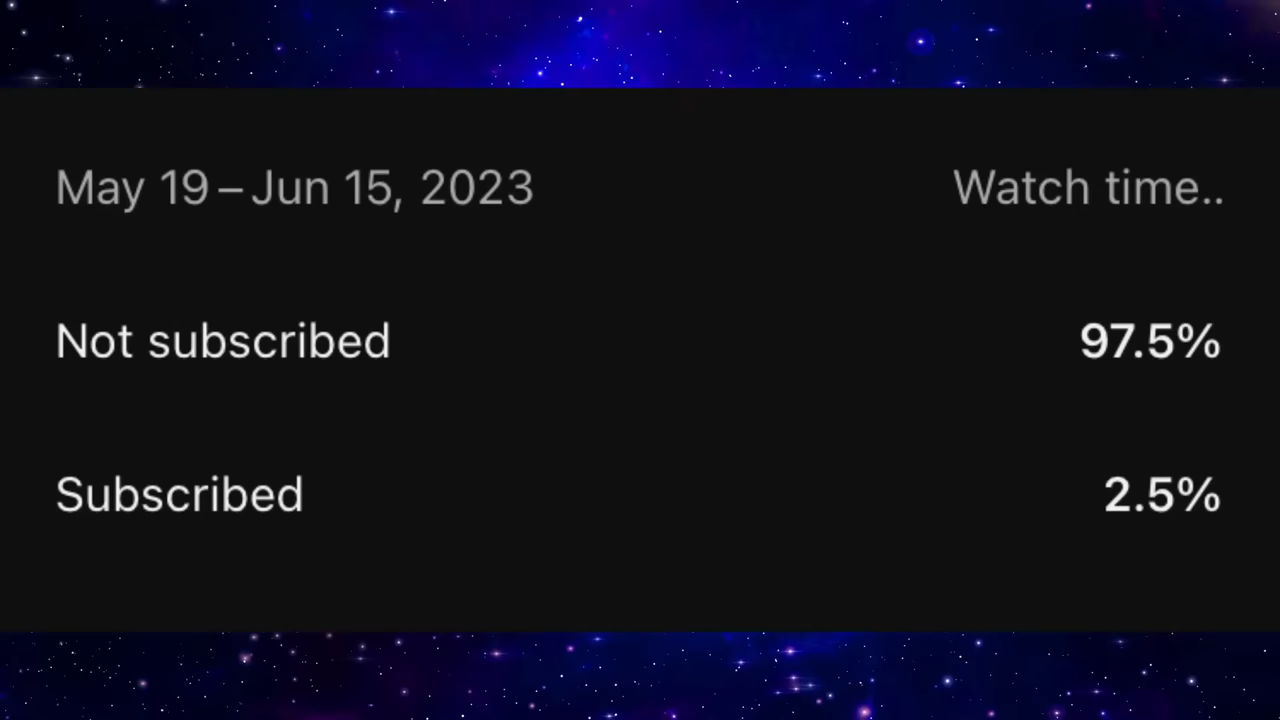 May 19 – Jun 15, 2023 Watch time..
Not subscribed 97.5%
Subscribed 2.5%